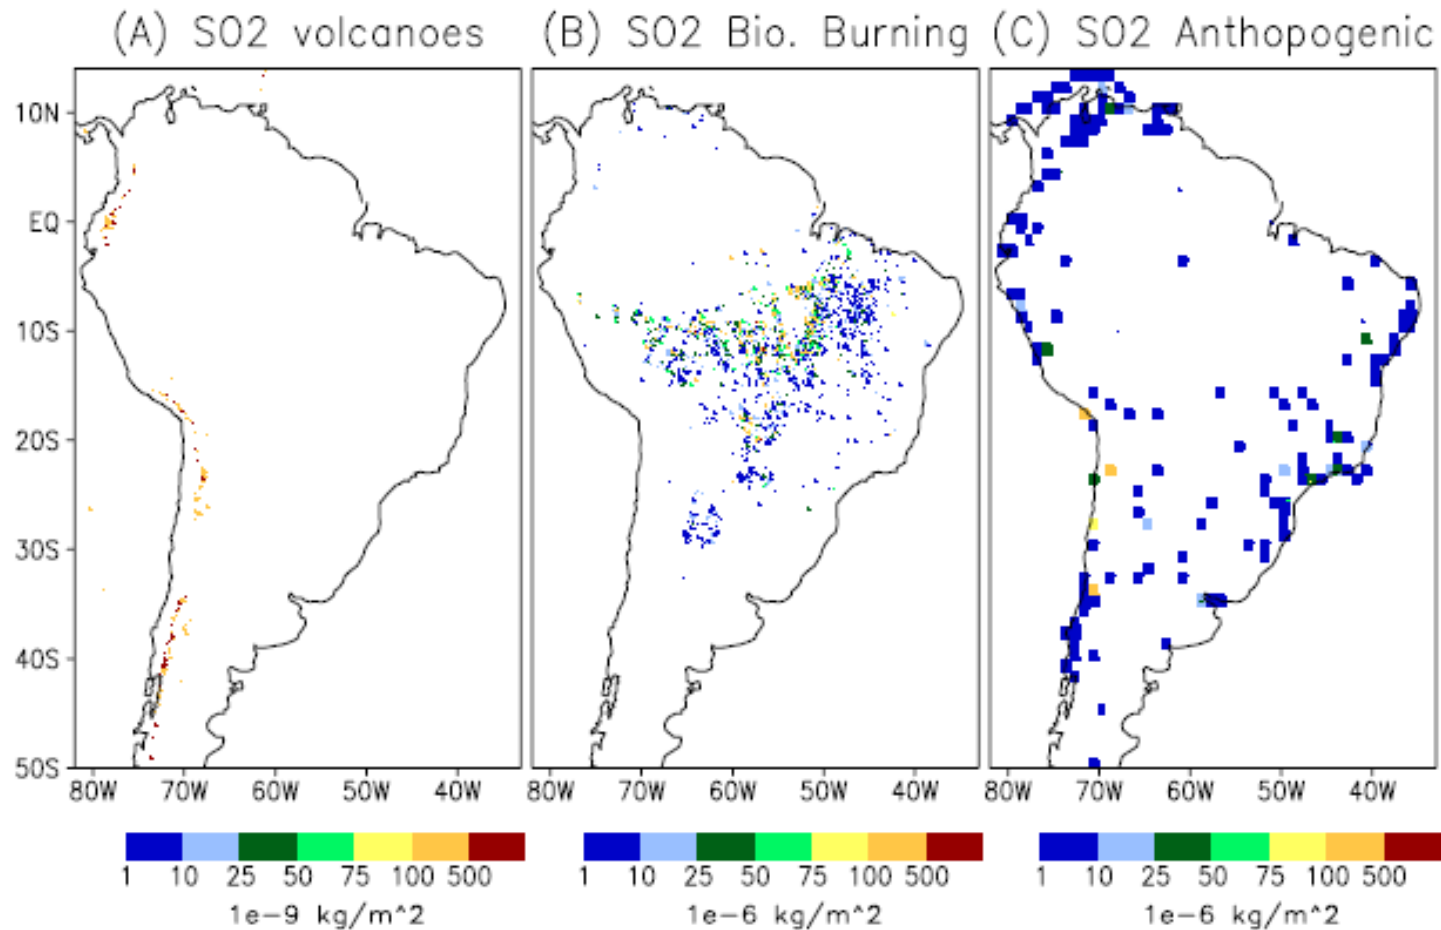 (A) SO2 volcanoes
(B) SO2 Bio. Burning
(C) SO2 Anthopogenic
10N
EQ
10S
20S
30S
40S
50S
80W 70W 60W 50W 40W
80W 70W 60W 50W 40W
80W 70W 60W 50W 40W
1 10 25 50 75 100 500
1e-9 kg/m^2
1 10 25 50 75 100 500
1e-6 kg/m^2
1 10 25 50 75 100 500
1e-6 kg/m^2